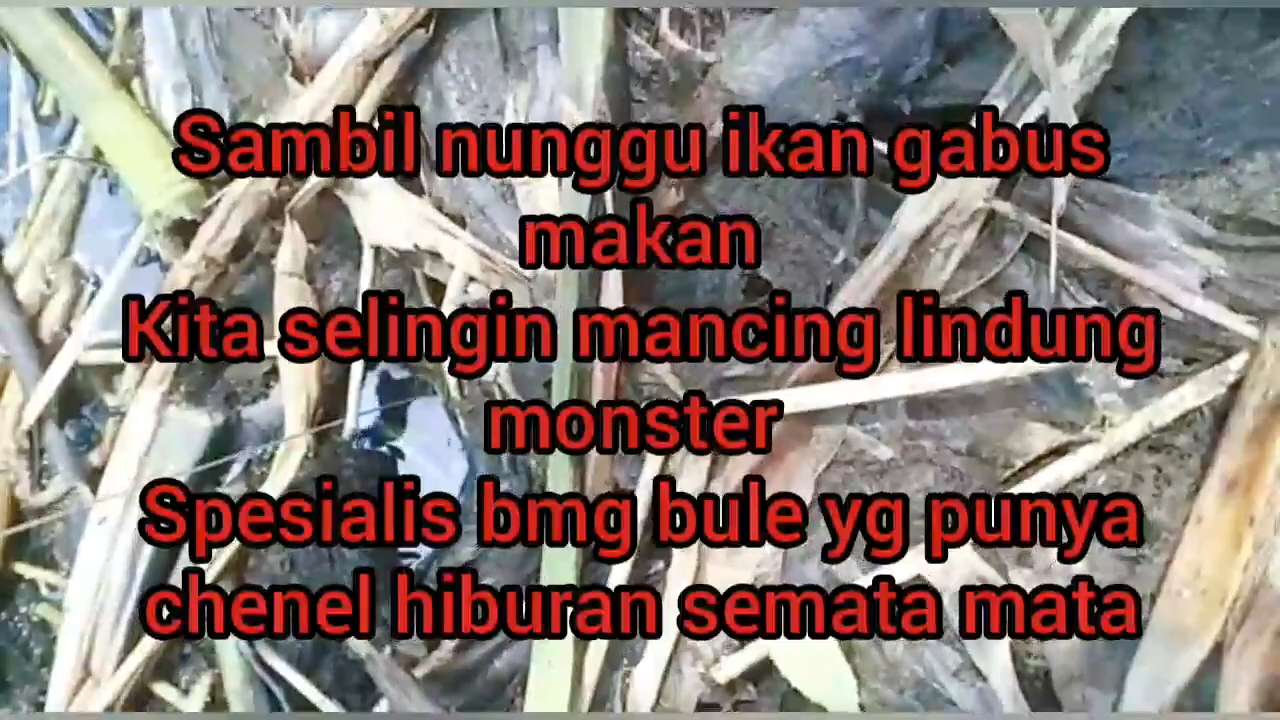 Sambil nunggu ikan gabus
makan
Kita selingin mancing lindung
monster
Spesialis bmg bule yg punya
chenel hiburan semata mata